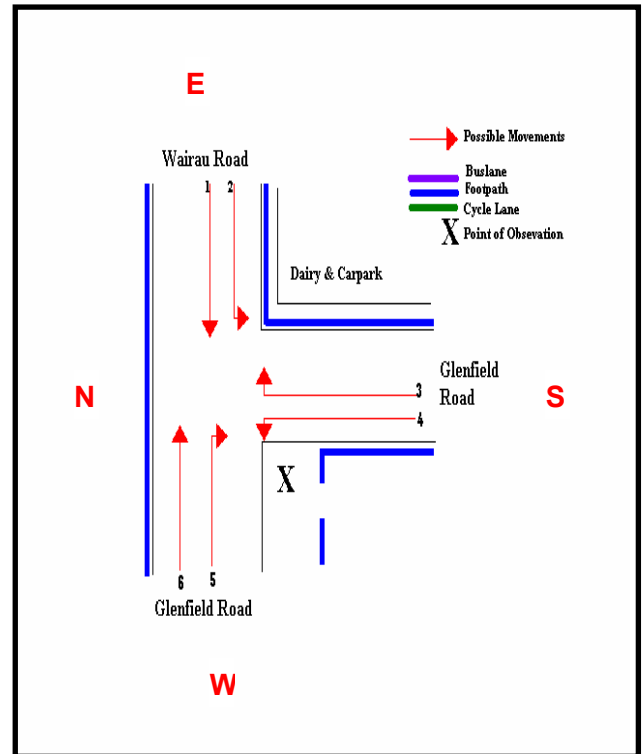 E
Possible Movements
Wairau Road
Buslane
1 2
Footpath
Cycle Lane
X Point of Obsevation
Dairy & Carpark
N
Glenfield
Road
S
3
4
X
6 5
Glenfield Road
W